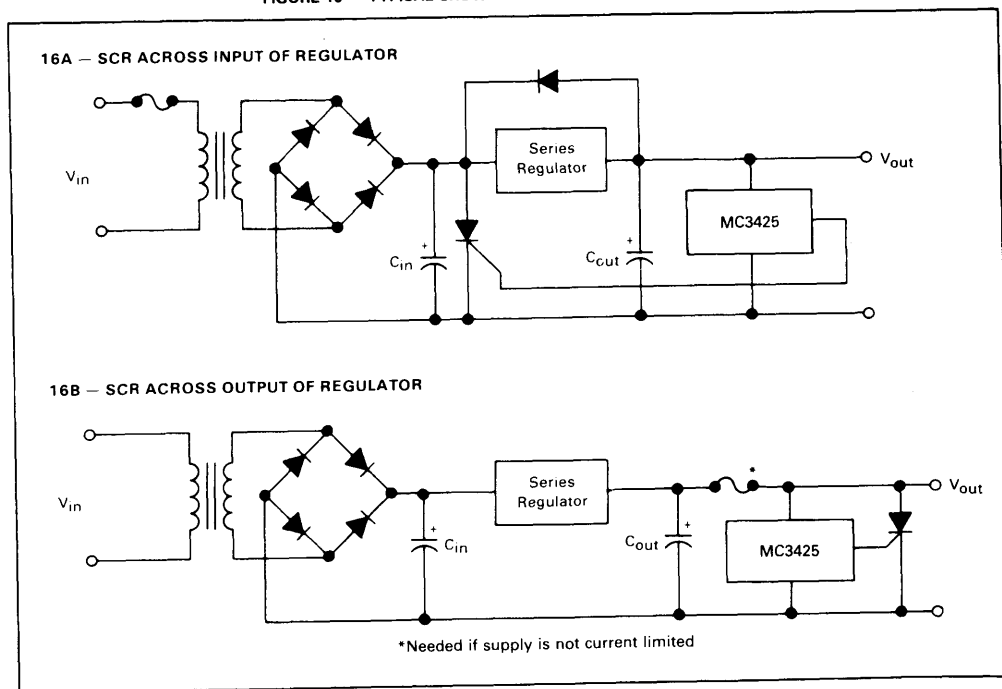 16A — SCR ACROSS INPUT OF REGULATOR
Vin
Series
Regulator
Vout
MC3425
Cin
Cout
16B — SCR ACROSS OUTPUT OF REGULATOR
Vin
Series
Regulator
*
Vout
Cin
Cout
MC3425
*Needed if supply is not current limited